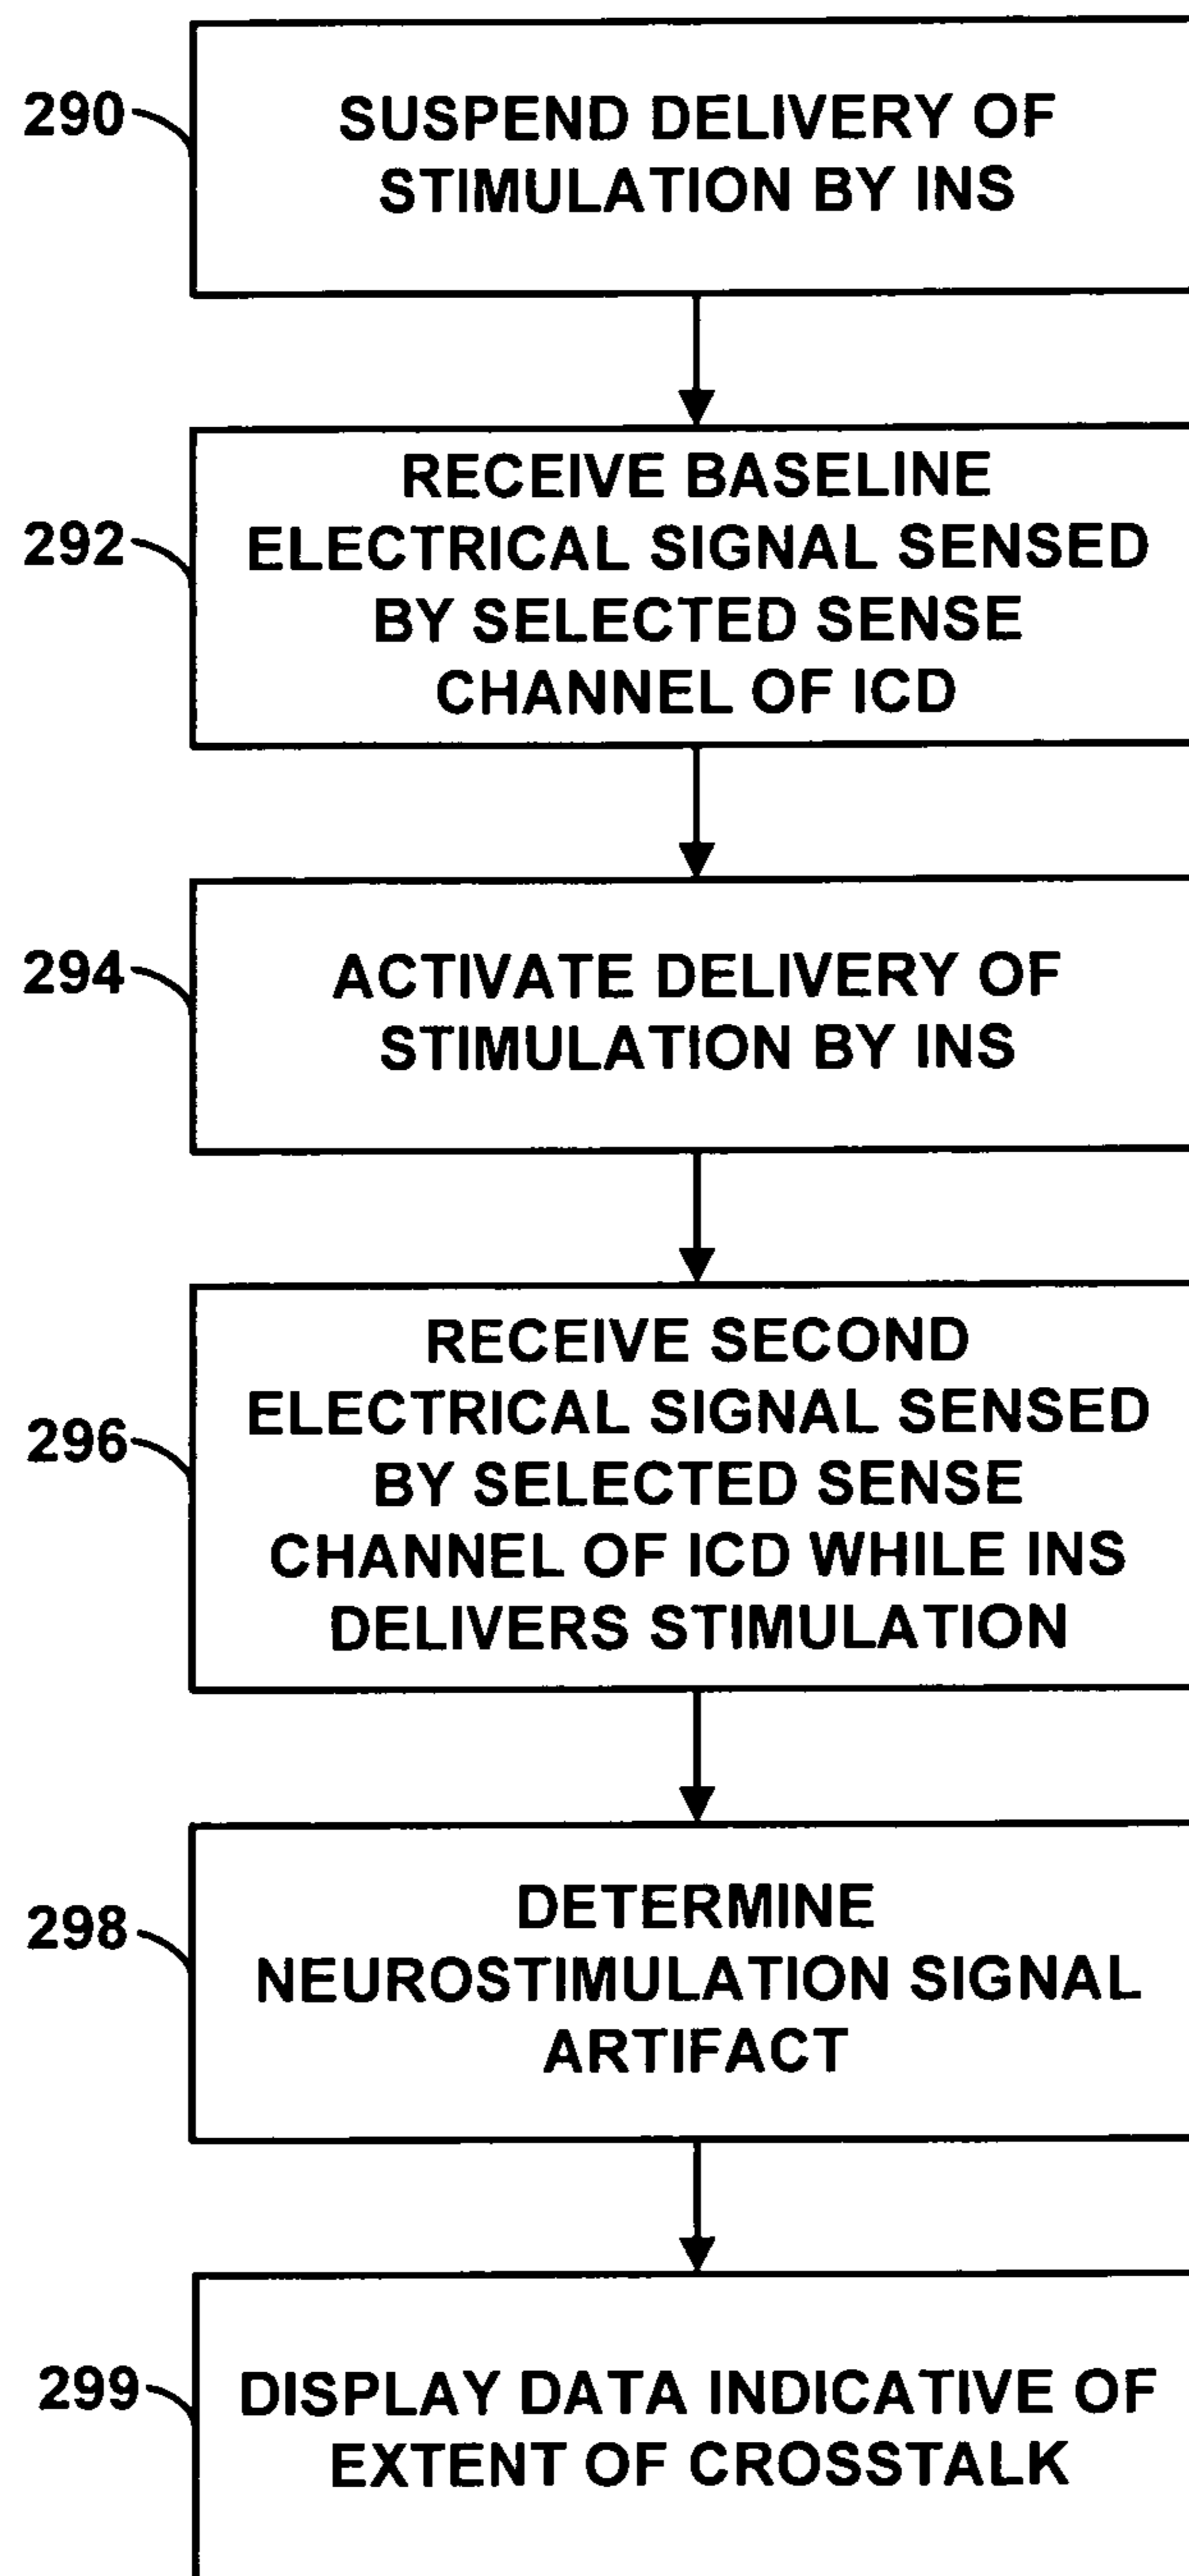 290
SUSPEND DELIVERY OF
STIMULATION BY INS
292
RECEIVE BASELINE
ELECTRICAL SIGNAL SENSED
BY SELECTED SENSE
CHANNEL OF ICD
294
ACTIVATE DELIVERY OF
STIMULATION BY INS
296
RECEIVE SECOND
ELECTRICAL SIGNAL SENSED
BY SELECTED SENSE
CHANNEL OF ICD WHILE INS
DELIVERS STIMULATION
298
DETERMINE
NEUROSTIMULATION SIGNAL
ARTIFACT
299
DISPLAY DATA INDICATIVE OF
EXTENT OF CROSSTALK